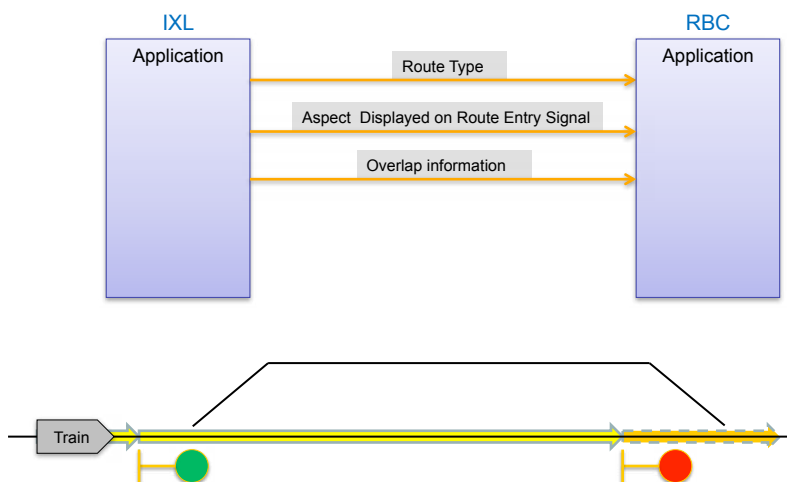 IXL
RBC
Application
Application
Route Type
Aspect Displayed on Route Entry Signal
Overlap information
Train